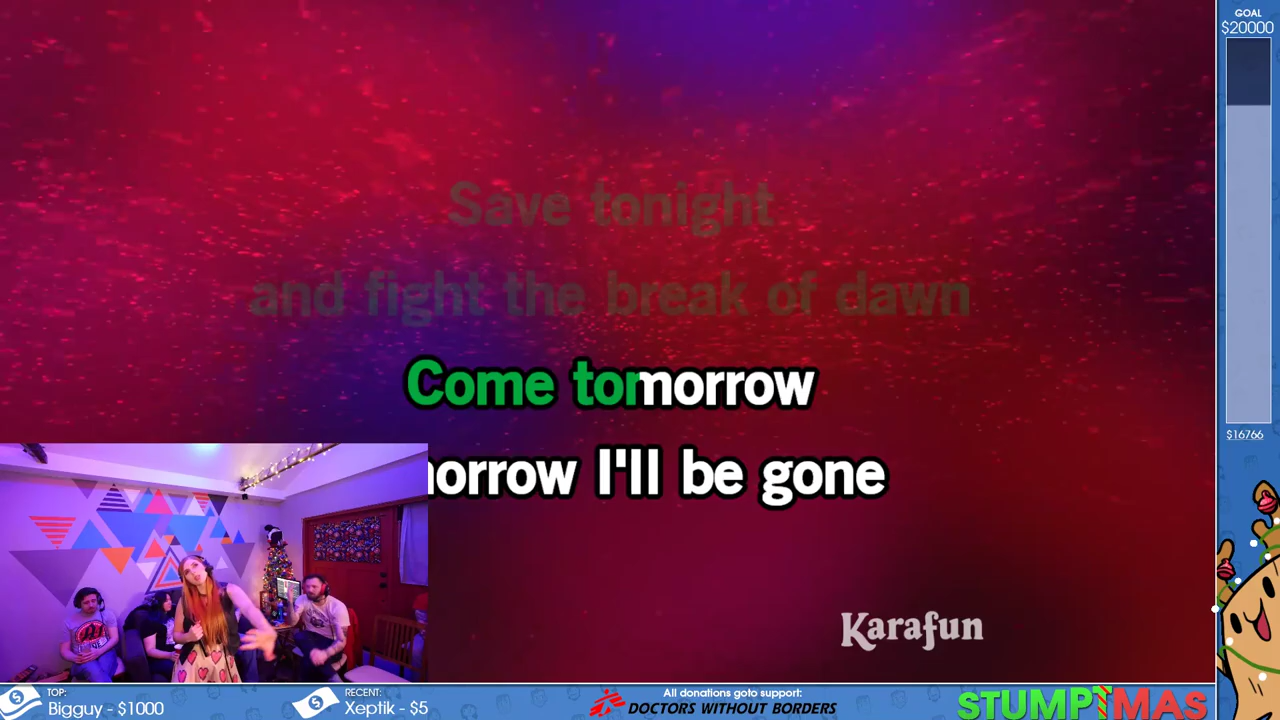 GOAL
$20000
Save tonight
and fight the break of dawn
Come tomorrow
orrow I'll be gone
$16766
Karafun
TOP:
Bigguy - $1000
RECENT:
Xeptik - $5
All donations goto support:
DOCTORS WITHOUT BORDERS
STUMPTMAS